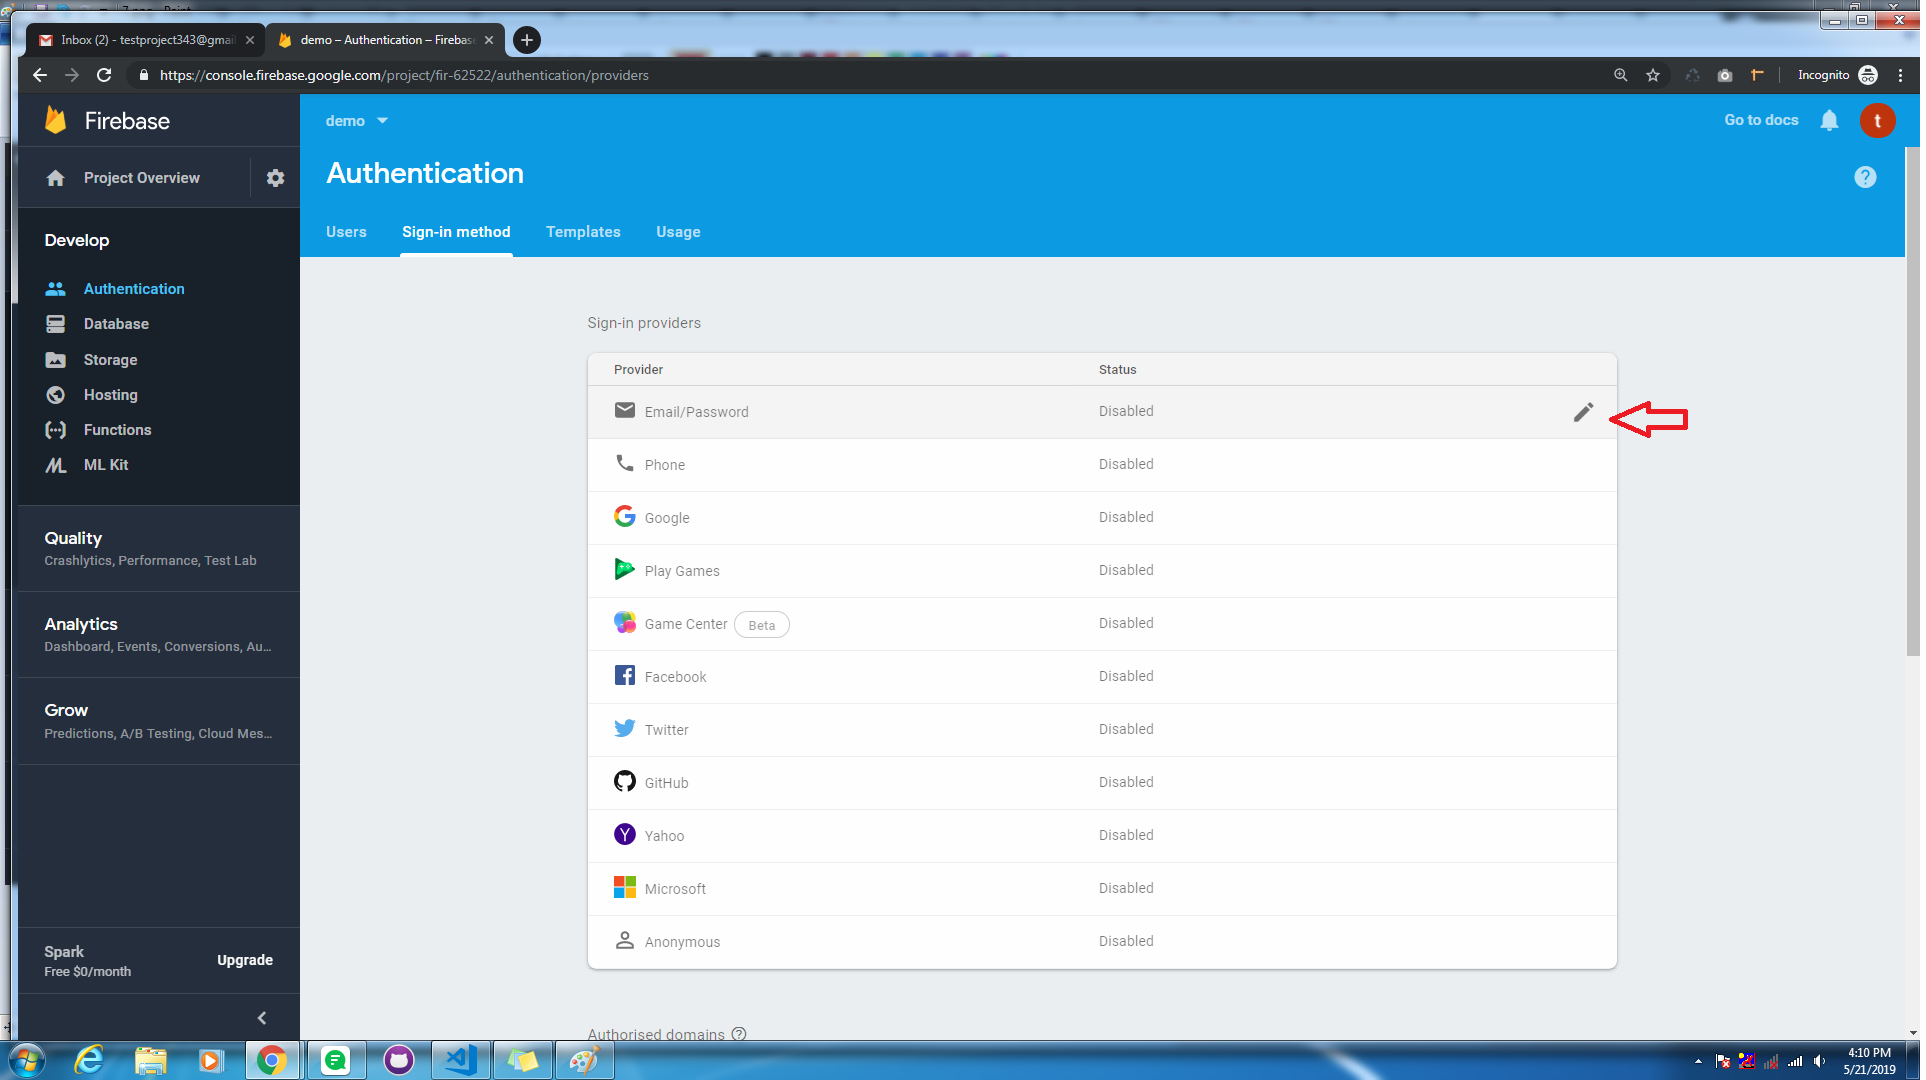 Inbox (2) - testproject343@gmai
demo – Authentication – Firebas
https://console.firebase.google.com/project/fir-62522/authentication/providers
Incognito
Firebase
demo
Go to docs
t
Project Overview
Authentication
?
Users
Sign-in method
Templates
Usage
Develop
Authentication
Database
Storage
Hosting
Functions
ML Kit
Quality
Crashlytics, Performance, Test Lab
Analytics
Dashboard, Events, Conversions, Au...
Grow
Predictions, A/B Testing, Cloud Mes...
Spark
Free $0/month
Upgrade
Sign-in providers
Provider
Status
Email/Password
Disabled
Phone
Disabled
Google
Disabled
Play Games
Disabled
Game Center
Beta
Disabled
Facebook
Disabled
Twitter
Disabled
GitHub
Disabled
Yahoo
Disabled
Microsoft
Disabled
Anonymous
Disabled
Authorised domains
4:10 PM
5/21/2019